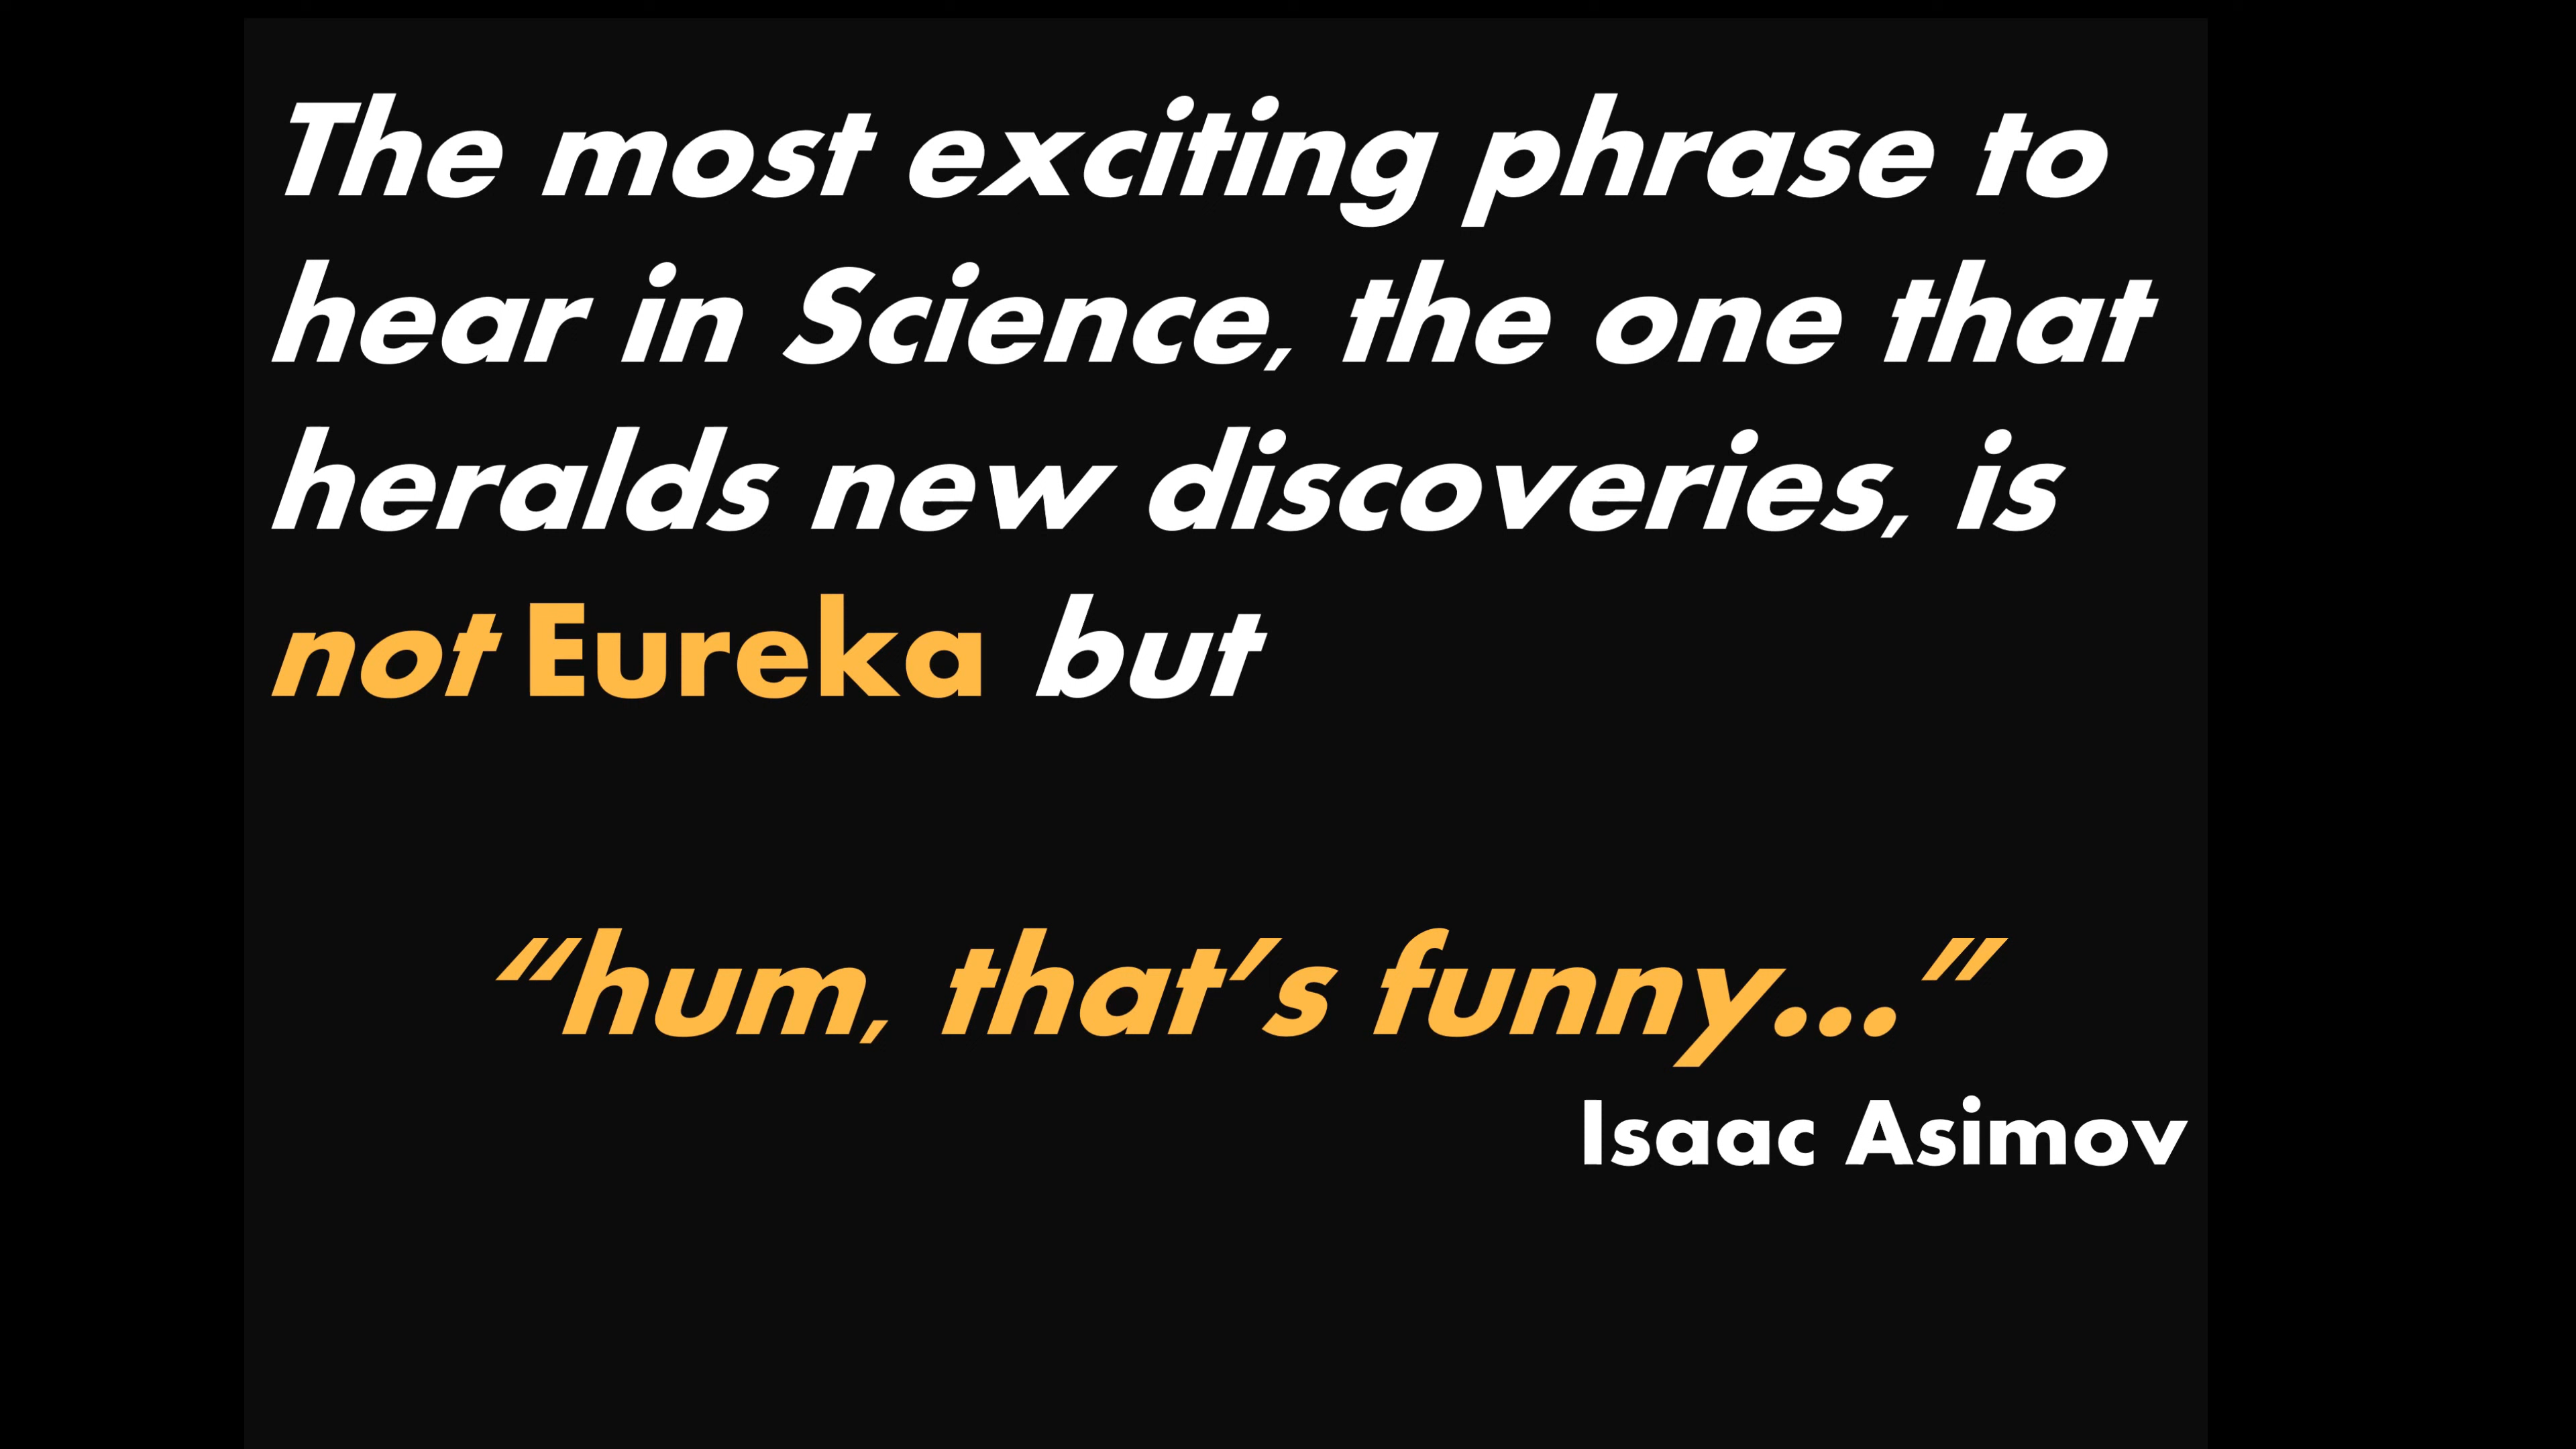 The most exciting phrase to
hear in Science, the one that
heralds new discoveries, is
not Eureka but
“hum, that’s funny...”
Isaac Asimov